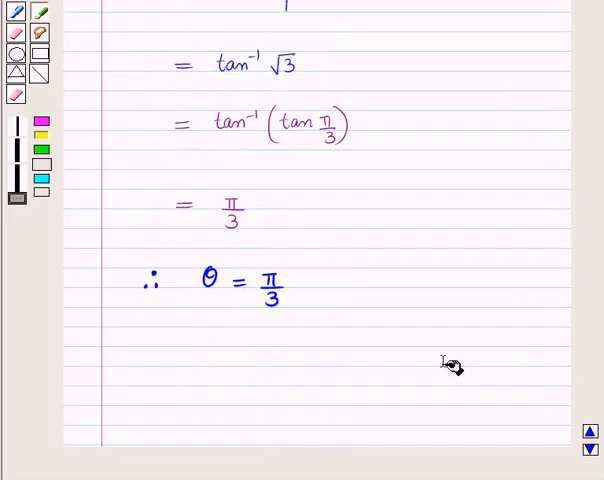 = tan⁻¹ √3
= tan⁻¹ (tan π/3)
= π/3
∴ θ = π/3